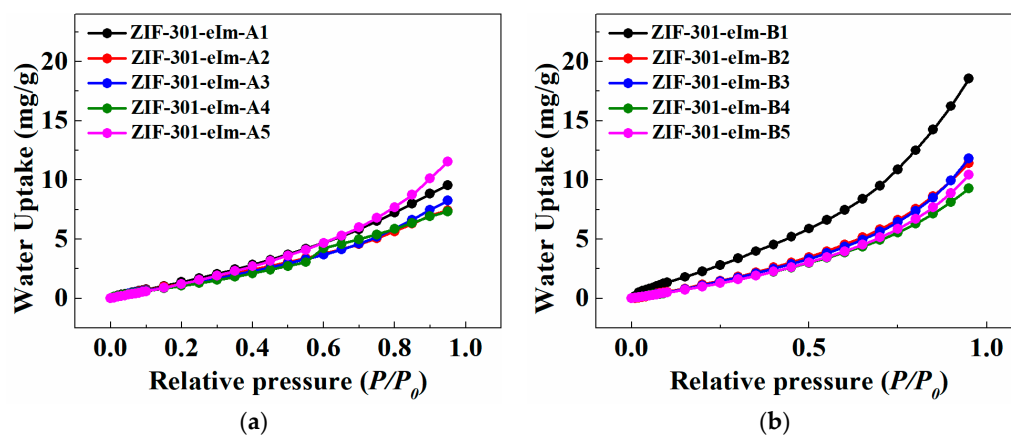 (a)
ZIF-301-eIm-A1
ZIF-301-eIm-A2
ZIF-301-eIm-A3
ZIF-301-eIm-A4
ZIF-301-eIm-A5
Water Uptake (mg/g)
20
15
10
5
0
0.0 0.2 0.4 0.6 0.8 1.0
Relative pressure (P/P0)
(a)
(b)
ZIF-301-eIm-B1
ZIF-301-eIm-B2
ZIF-301-eIm-B3
ZIF-301-eIm-B4
ZIF-301-eIm-B5
Water Uptake (mg/g)
20
15
10
5
0
0.0 0.5 1.0
Relative pressure (P/P0)
(b)